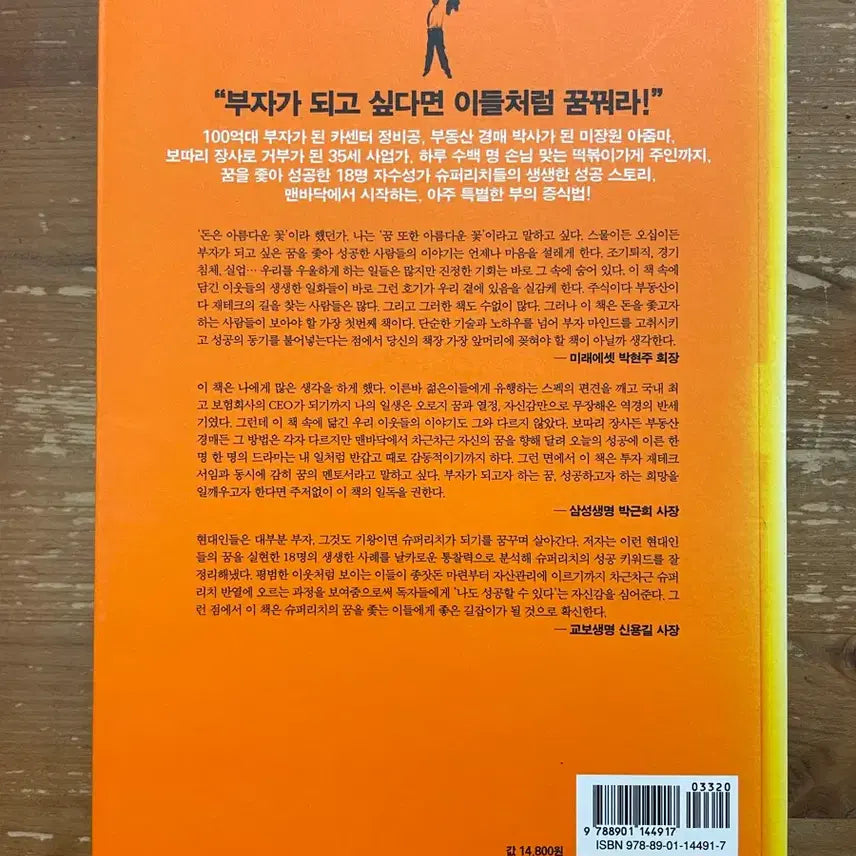 “부자가 되고 싶다면 이들처럼 꿈꿔라!”
100억대 부자가 된 카센터 정비공, 부동산 경매 박사가 된 미장원 아줌마,
보따리 장사로 거부가 된 35세 사업가, 하루 수백 명 손님 맞는 떡볶이가게 주인까지,
꿈을 좇아 성공한 18명 자수성가 슈퍼리치들의 생생한 성공 스토리,
맨바닥에서 시작하는, 아주 특별한 부의 증식법!
‘돈은 아름다운 꽃’이라 했던가. 나는 ‘꿈 또한 아름다운 꽃’이라고 말하고 싶다. 스물이든 오십이든
부자가 되고 싶은 꿈을 좇아 성공한 사람들의 이야기는 언제나 마음을 설레게 한다. 조기퇴직, 경기
침체, 실업… 우리를 우울하게 하는 일들은 많지만 진정한 기회는 바로 그 속에 숨어 있다. 이 책 속에
담긴 이웃들의 생생한 일화들이 바로 그런 호기가 우리 곁에 있음을 실감케 한다. 주식이다 부동산이
다 재테크의 길을 찾는 사람들은 많다. 그리고 그러한 책도 수없이 많다. 그러나 이 책은 돈을 좇고자
하는 사람들이 보아야 할 가장 첫번째 책이다. 단순한 기술과 노하우를 넘어 부자 마인드를 고취시키
고 성공의 동기를 불어넣는다는 점에서 당신의 책장 가장 앞머리에 꽂혀야 할 책이 아닐까 생각한다.
― 미래에셋 박현주 회장
이 책은 나에게 많은 생각을 하게 했다. 이른바 젊은이들에게 유행하는 스펙의 편견을 깨고 국내 최
고 보험회사의 CEO가 되기까지 나의 일생은 오로지 꿈과 열정, 자신감만으로 무장해온 역경의 반세
기였다. 그런데 이 책 속에 담긴 우리 이웃들의 이야기도 그와 다르지 않았다. 보따리 장사든 부동산
경매든 그 방법은 각자 다르지만 맨바닥에서 차근차근 자신의 꿈을 향해 달려 오늘의 성공에 이른 한
명 한 명의 드라마는 내 일처럼 반갑고 때로 감동적이기까지 하다. 그런 면에서 이 책은 투자 재테크
서임과 동시에 감히 꿈의 멘토서라고 말하고 싶다. 부자가 되고자 하는 꿈, 성공하고자 하는 희망을
일깨우고자 한다면 주저없이 이 책의 일독을 권한다.
― 삼성생명 박근희 사장
현대인들은 대부분 부자, 그것도 기왕이면 슈퍼리치가 되기를 꿈꾸며 살아간다. 저자는 이런 현대인
들의 꿈을 실현한 18명의 생생한 사례를 날카로운 통찰력으로 분석해 슈퍼리치의 성공 키워드를 잘
정리해냈다. 평범한 이웃처럼 보이는 이들이 종잣돈 마련부터 자산관리에 이르기까지 차근차근 슈퍼
리치 반열에 오르는 과정을 보여줌으로써 독자들에게 ‘나도 성공할 수 있다’는 자신감을 심어준다. 그
런 점에서 이 책은 슈퍼리치의 꿈을 좇는 이들에게 좋은 길잡이가 될 것으로 확신한다.
― 교보생명 신용길 사장
03320
9 788901 144917
ISBN 978-89-01-14491-7
값 14,800원